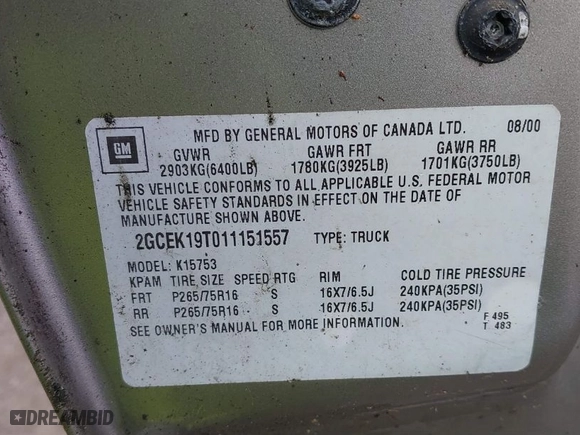 GM
MFD BY GENERAL MOTORS OF CANADA LTD. 08/00
GVWR GAWR FRT GAWR RR
2903KG(6400LB) 1780KG(3925LB) 1701KG(3750LB)
THIS VEHICLE CONFORMS TO ALL APPLICABLE U.S. FEDERAL MOTOR
VEHICLE SAFETY STANDARDS IN EFFECT ON THE DATE OF
MANUFACTURE SHOWN ABOVE.
2GCEK19T011151557 TYPE: TRUCK
MODEL: K15753
KPAM TIRE SIZE SPEED RTG RIM COLD TIRE PRESSURE
FRT P265/75R16 S 16X7/6.5J 240KPA(35PSI)
RR P265/75R16 S 16X7/6.5J 240KPA(35PSI)
SEE OWNER'S MANUAL FOR MORE INFORMATION.
F 495
T 483
DREAMBID